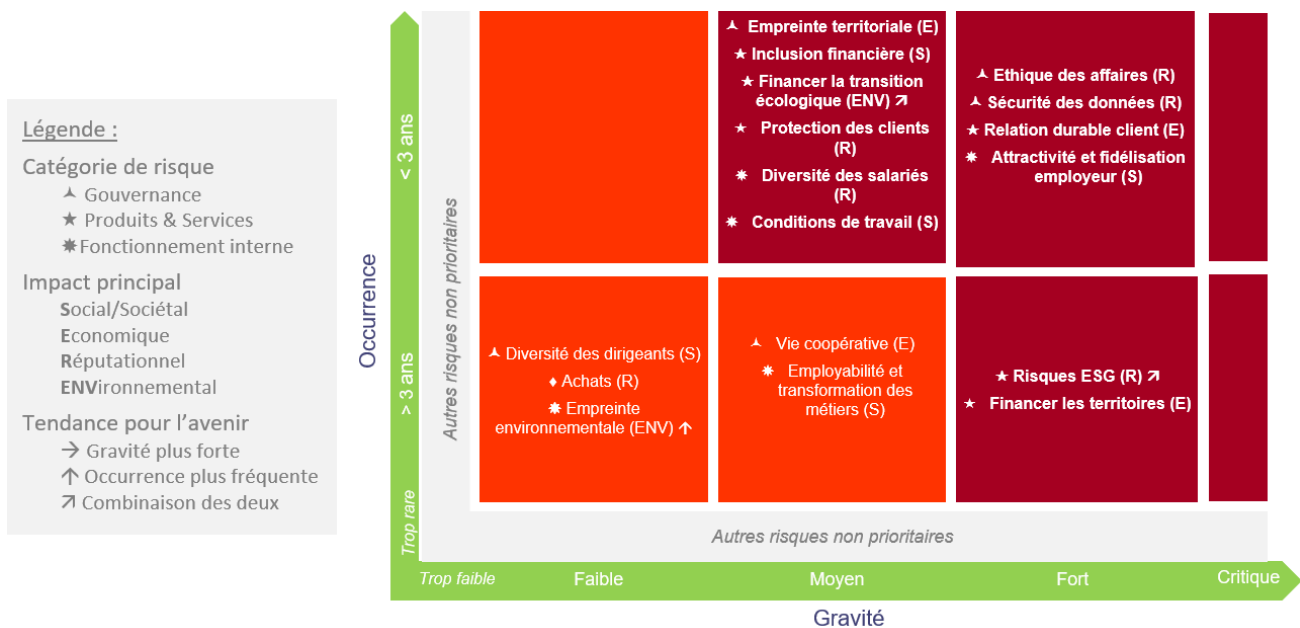 Légende :
Catégorie de risque
Gouvernance
★ Produits & Services
Fonctionnement interne
Impact principal
Social/Sociétal
Economique
Réputationnel
ENVironnemental
Tendance pour l'avenir
→ Gravité plus forte
↑ Occurrence plus fréquente
↗ Combinaison des deux
Occurrence
< 3 ans
> 3 ans
Trop rare
Autres risques non prioritaires
Empreinte territoriale (E)
★ Inclusion financière (S)
★ Financer la transition
écologique (ENV) ↗
★ Protection des clients
(R)
Diversité des salariés
(R)
Conditions de travail (S)
Ethique des affaires (R)
Sécurité des données (R)
★ Relation durable client (E)
Attractivité et fidélisation
employeur (S)
Diversité des dirigeants (S)
♦ Achats (R)
Empreinte
environnementale (ENV) ↑
Vie coopérative (E)
Employabilité et
transformation des
métiers (S)
★ Risques ESG (R) ↗
★ Financer les territoires (E)
Autres risques non prioritaires
Trop faible
Faible
Moyen
Fort
Critique
Gravité